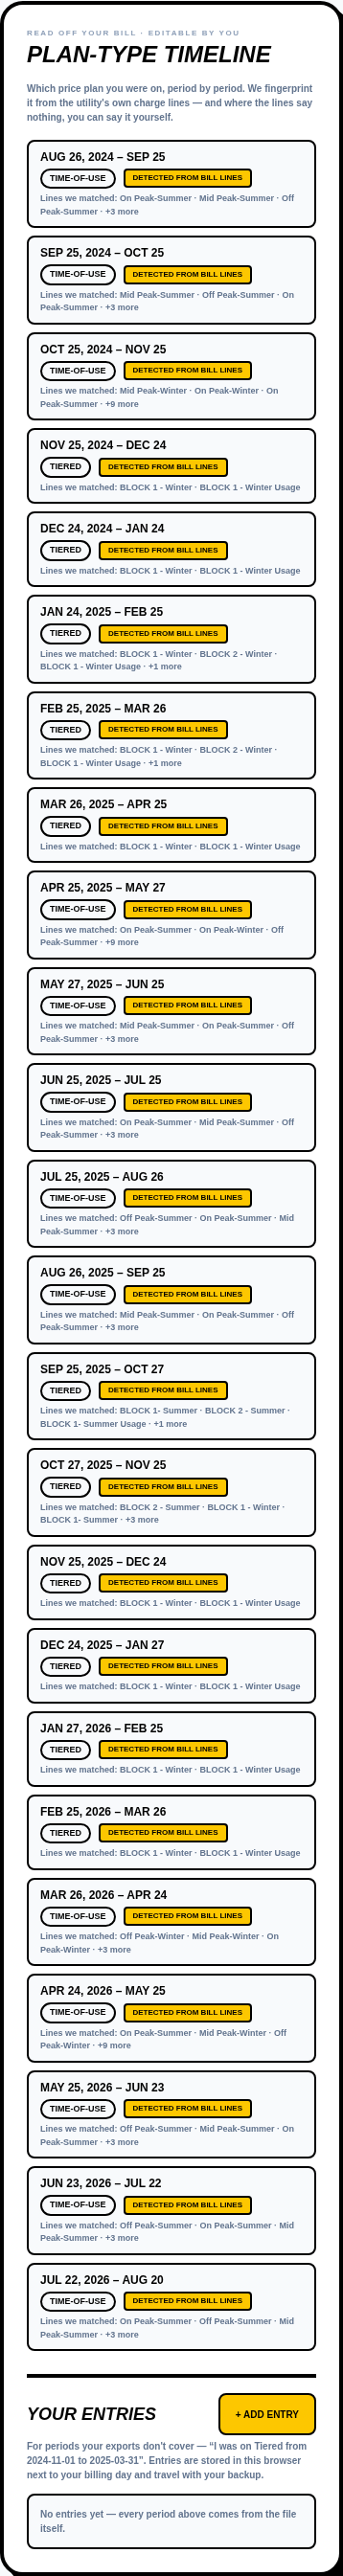 READ OFF YOUR BILL · EDITABLE BY YOU
PLAN-TYPE TIMELINE
Which price plan you were on, period by period. We fingerprint
it from the utility's own charge lines — and where the lines say
nothing, you can say it yourself.
AUG 26, 2024 – SEP 25
TIME-OF-USE DETECTED FROM BILL LINES
Lines we matched: On Peak-Summer · Mid Peak-Summer · Off
Peak-Summer · +3 more
SEP 25, 2024 – OCT 25
TIME-OF-USE DETECTED FROM BILL LINES
Lines we matched: Mid Peak-Summer · Off Peak-Summer · On
Peak-Summer · +3 more
OCT 25, 2024 – NOV 25
TIME-OF-USE DETECTED FROM BILL LINES
Lines we matched: Mid Peak-Winter · On Peak-Winter · On
Peak-Summer · +9 more
NOV 25, 2024 – DEC 24
TIERED DETECTED FROM BILL LINES
Lines we matched: BLOCK 1 - Winter · BLOCK 1 - Winter Usage
DEC 24, 2024 – JAN 24
TIERED DETECTED FROM BILL LINES
Lines we matched: BLOCK 1 - Winter · BLOCK 1 - Winter Usage
JAN 24, 2025 – FEB 25
TIERED DETECTED FROM BILL LINES
Lines we matched: BLOCK 1 - Winter · BLOCK 2 - Winter ·
BLOCK 1 - Winter Usage · +1 more
FEB 25, 2025 – MAR 26
TIERED DETECTED FROM BILL LINES
Lines we matched: BLOCK 1 - Winter · BLOCK 2 - Winter ·
BLOCK 1 - Winter Usage · +1 more
MAR 26, 2025 – APR 25
TIERED DETECTED FROM BILL LINES
Lines we matched: BLOCK 1 - Winter · BLOCK 1 - Winter Usage
APR 25, 2025 – MAY 27
TIME-OF-USE DETECTED FROM BILL LINES
Lines we matched: On Peak-Summer · On Peak-Winter · Off
Peak-Summer · +9 more
MAY 27, 2025 – JUN 25
TIME-OF-USE DETECTED FROM BILL LINES
Lines we matched: Mid Peak-Summer · On Peak-Summer · Off
Peak-Summer · +3 more
JUN 25, 2025 – JUL 25
TIME-OF-USE DETECTED FROM BILL LINES
Lines we matched: On Peak-Summer · Mid Peak-Summer · Off
Peak-Summer · +3 more
JUL 25, 2025 – AUG 26
TIME-OF-USE DETECTED FROM BILL LINES
Lines we matched: Off Peak-Summer · On Peak-Summer · Mid
Peak-Summer · +3 more
AUG 26, 2025 – SEP 25
TIME-OF-USE DETECTED FROM BILL LINES
Lines we matched: Mid Peak-Summer · On Peak-Summer · Off
Peak-Summer · +3 more
SEP 25, 2025 – OCT 27
TIERED DETECTED FROM BILL LINES
Lines we matched: BLOCK 1- Summer · BLOCK 2 - Summer ·
BLOCK 1- Summer Usage · +1 more
OCT 27, 2025 – NOV 25
TIERED DETECTED FROM BILL LINES
Lines we matched: BLOCK 2 - Summer · BLOCK 1 - Winter ·
BLOCK 1- Summer · +3 more
NOV 25, 2025 – DEC 24
TIERED DETECTED FROM BILL LINES
Lines we matched: BLOCK 1 - Winter · BLOCK 1 - Winter Usage
DEC 24, 2025 – JAN 27
TIERED DETECTED FROM BILL LINES
Lines we matched: BLOCK 1 - Winter · BLOCK 1 - Winter Usage
JAN 27, 2026 – FEB 25
TIERED DETECTED FROM BILL LINES
Lines we matched: BLOCK 1 - Winter · BLOCK 1 - Winter Usage
FEB 25, 2026 – MAR 26
TIERED DETECTED FROM BILL LINES
Lines we matched: BLOCK 1 - Winter · BLOCK 1 - Winter Usage
MAR 26, 2026 – APR 24
TIME-OF-USE DETECTED FROM BILL LINES
Lines we matched: Off Peak-Winter · Mid Peak-Winter · On
Peak-Winter · +3 more
APR 24, 2026 – MAY 25
TIME-OF-USE DETECTED FROM BILL LINES
Lines we matched: On Peak-Summer · Mid Peak-Winter · Off
Peak-Winter · +9 more
MAY 25, 2026 – JUN 23
TIME-OF-USE DETECTED FROM BILL LINES
Lines we matched: Off Peak-Summer · Mid Peak-Summer · On
Peak-Summer · +3 more
JUN 23, 2026 – JUL 22
TIME-OF-USE DETECTED FROM BILL LINES
Lines we matched: Off Peak-Summer · On Peak-Summer · Mid
Peak-Summer · +3 more
JUL 22, 2026 – AUG 20
TIME-OF-USE DETECTED FROM BILL LINES
Lines we matched: On Peak-Summer · Off Peak-Summer · Mid
Peak-Summer · +3 more
YOUR ENTRIES
+ ADD ENTRY
For periods your exports don't cover — “I was on Tiered from
2024-11-01 to 2025-03-31”. Entries are stored in this browser
next to your billing day and travel with your backup.
No entries yet — every period above comes from the file
itself.